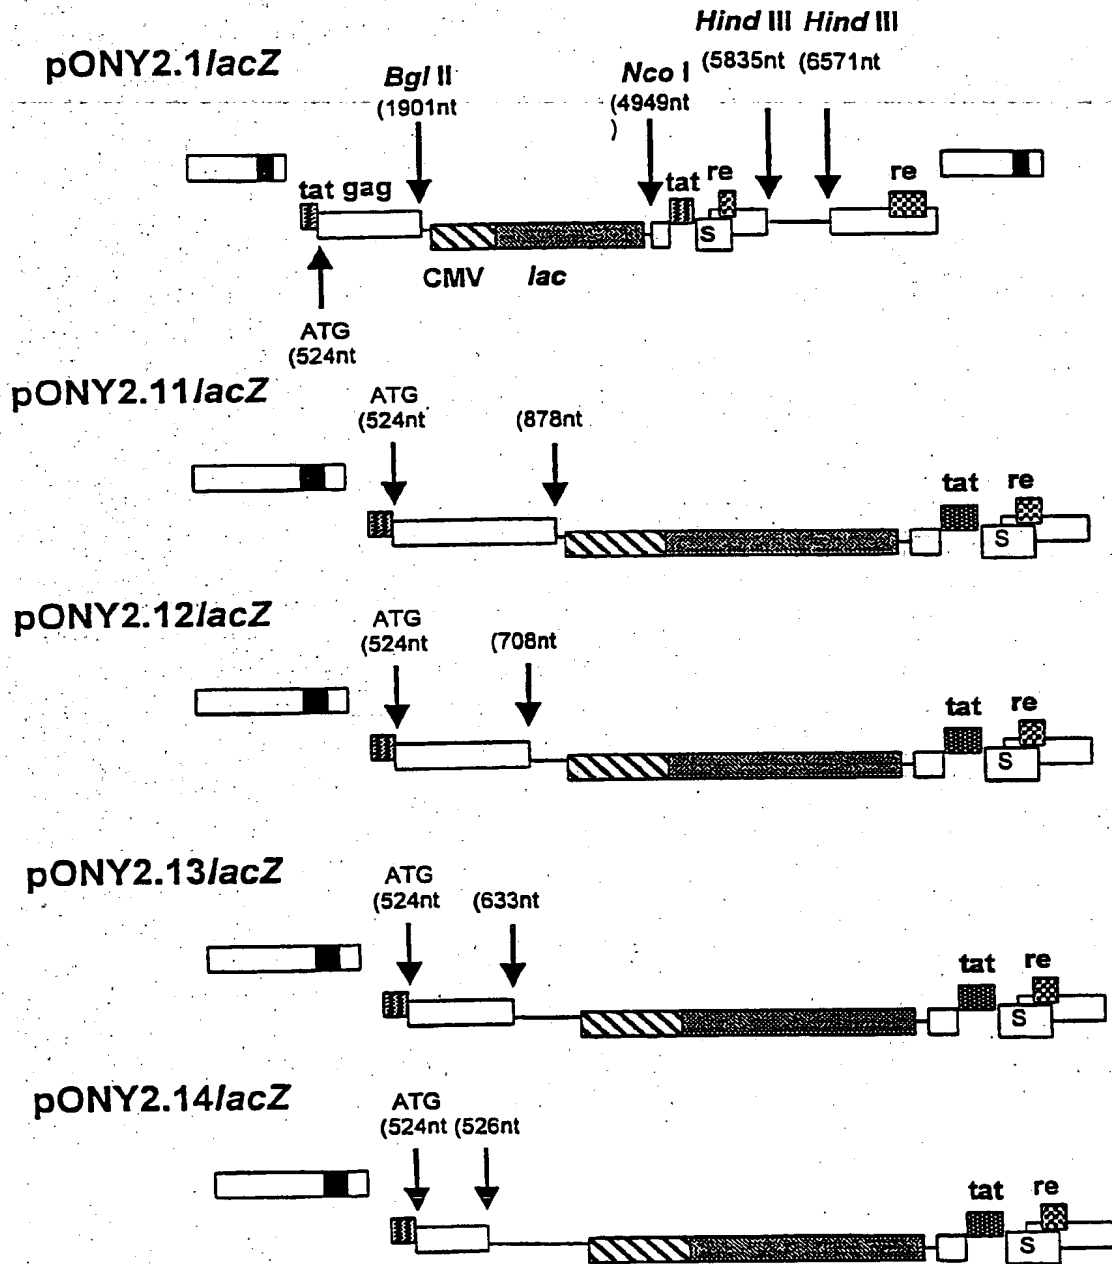 pONY2.1lacZ
Hind III Hind III
(5835nt (6571nt
Bgl II
(1901nt
Nco I
(4949nt
)
tat gag
tat re
re
S
CMV lac
ATG
(524nt
pONY2.11lacZ
ATG
(524nt
(878nt
tat re
S
pONY2.12lacZ
ATG
(524nt
(708nt
tat re
S
pONY2.13lacZ
ATG
(524nt (633nt
tat re
S
pONY2.14lacZ
ATG
(524nt (526nt
tat re
S